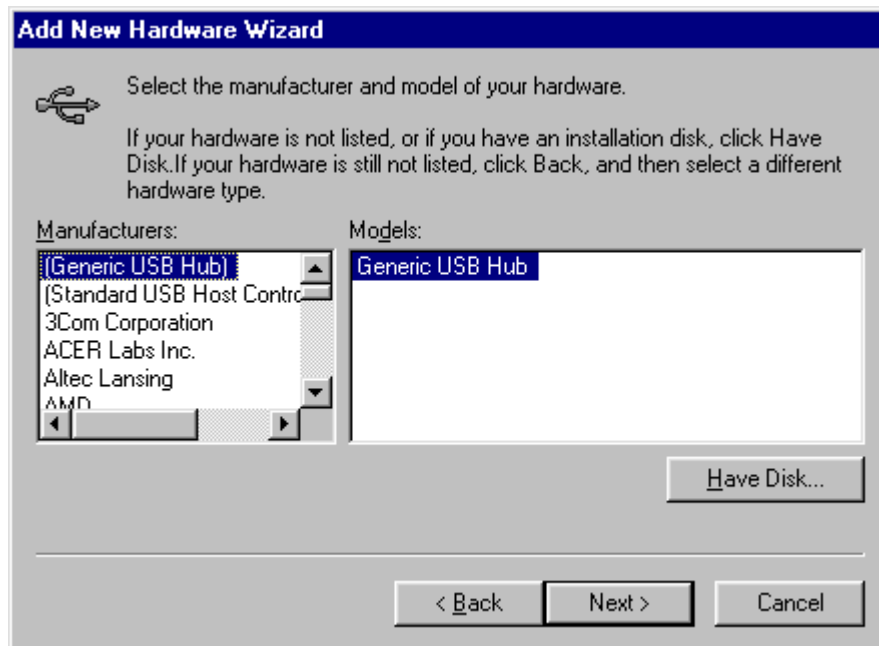 Add New Hardware Wizard
Select the manufacturer and model of your hardware.
If your hardware is not listed, or if you have an installation disk, click Have
Disk.If your hardware is still not listed, click Back, and then select a different
hardware type.
Manufacturers:
Models:
(Generic USB Hub)
(Standard USB Host Contro
3Com Corporation
ACER Labs Inc.
Altec Lansing
AMD
Generic USB Hub
Have Disk...
< Back
Next >
Cancel